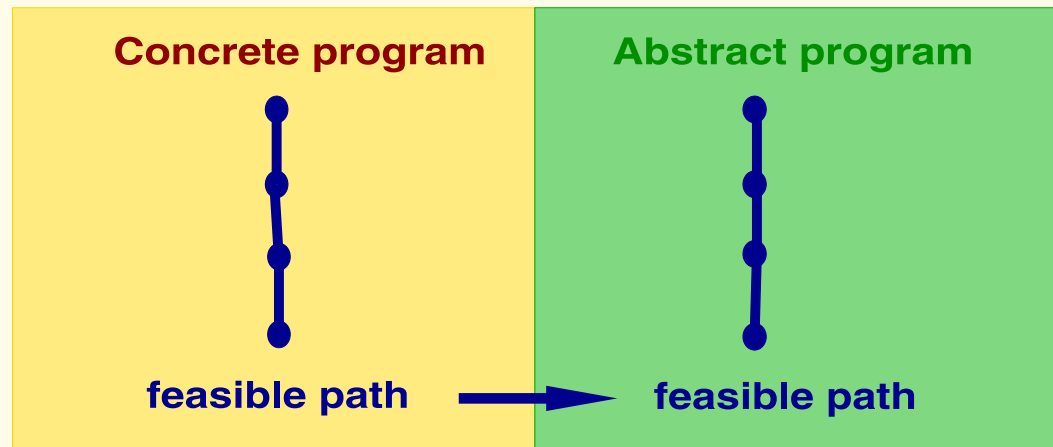 Concrete program
Abstract program
feasible path
feasible path